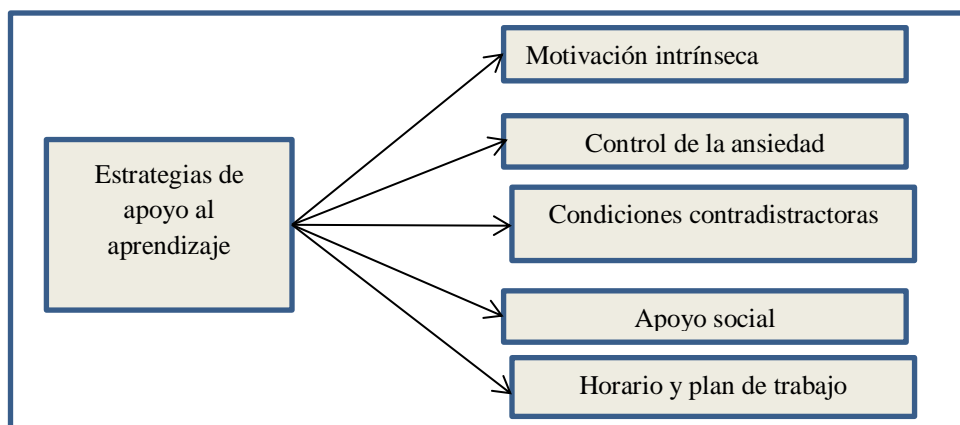 Estrategias de
apoyo al
aprendizaje
Motivación intrínseca
Control de la ansiedad
Condiciones contradistractoras
Apoyo social
Horario y plan de trabajo